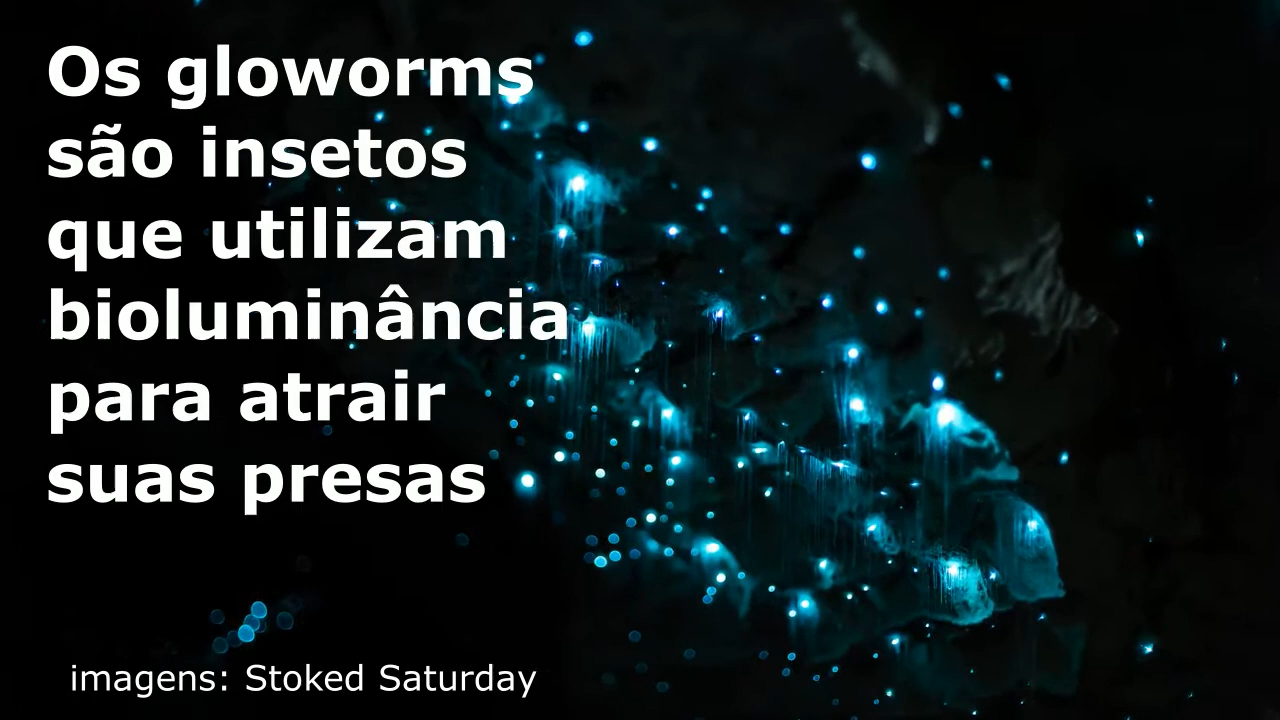 Os gloworms
são insetos
que utilizam
bioluminância
para atrair
suas presas
imagens: Stoked Saturday